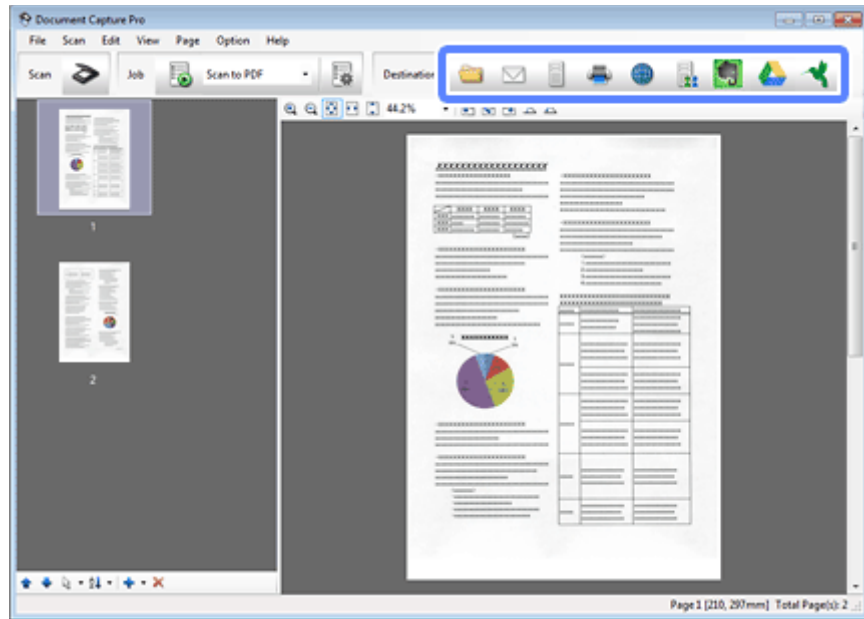 Document Capture Pro
File Scan Edit View Page Option Help
Scan Job Scan to PDF Destination
44.2%
1
2
Page 1 [210, 297mm] Total Page(s): 2